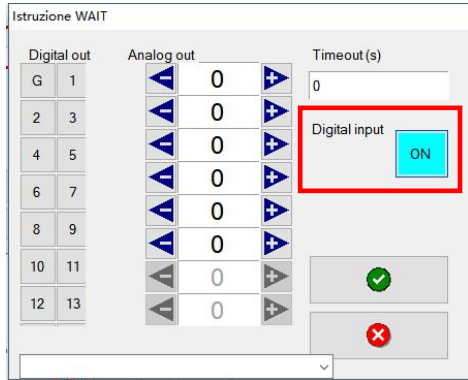 Istruzione WAIT
Digital out Analog out Timeout (s)
G 1 0 0
2 3 0
Digital input
4 5 0 ON
6 7 0
0
8 9 0
10 11 0
12 13 0